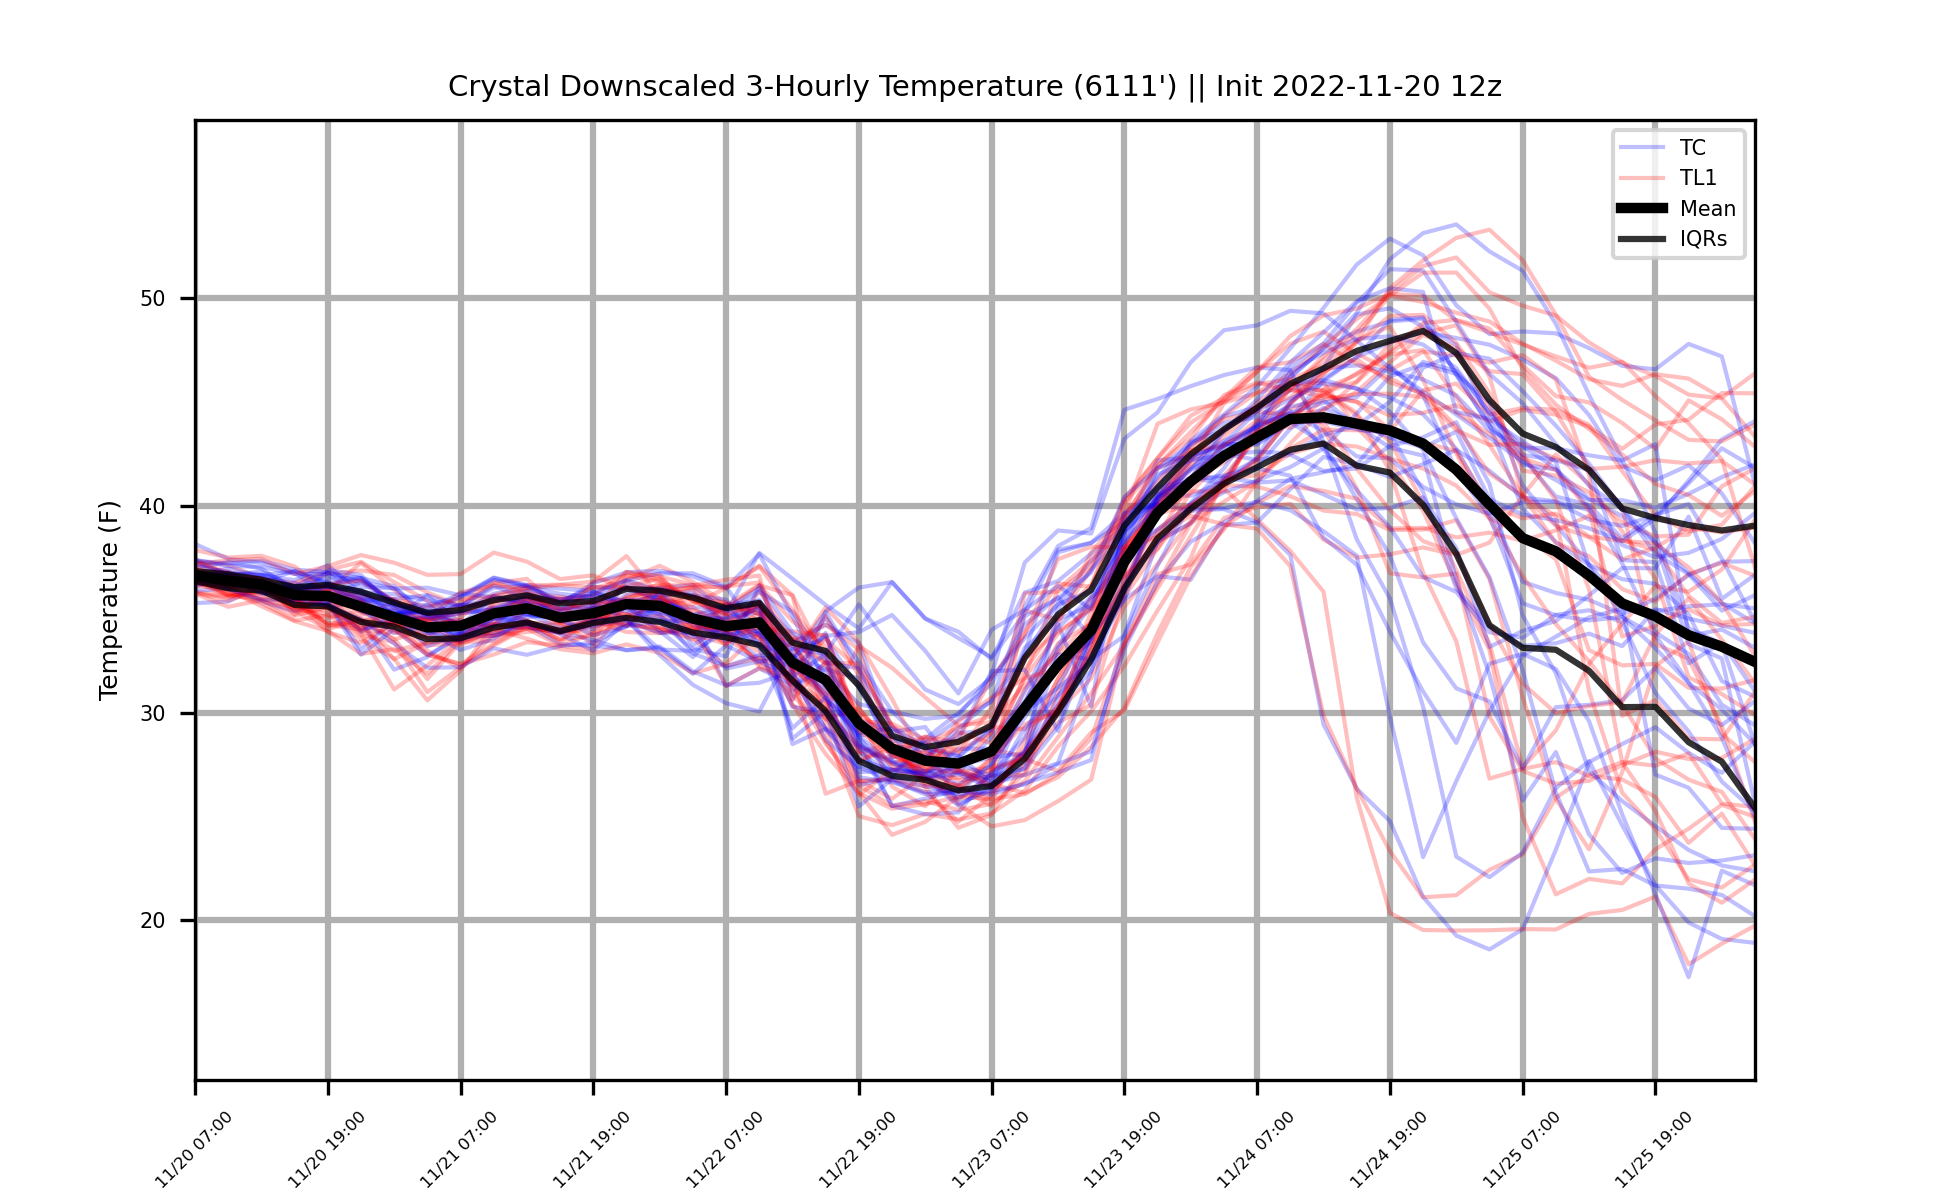 Crystal Downscaled 3-Hourly Temperature (6111') || Init 2022-11-20 12z
TC
TL1
Mean
IQRs
Temperature (F)
50
40
30
20
11/20 07:00
11/20 19:00
11/21 07:00
11/21 19:00
11/22 07:00
11/22 19:00
11/23 07:00
11/23 19:00
11/24 07:00
11/24 19:00
11/25 07:00
11/25 19:00